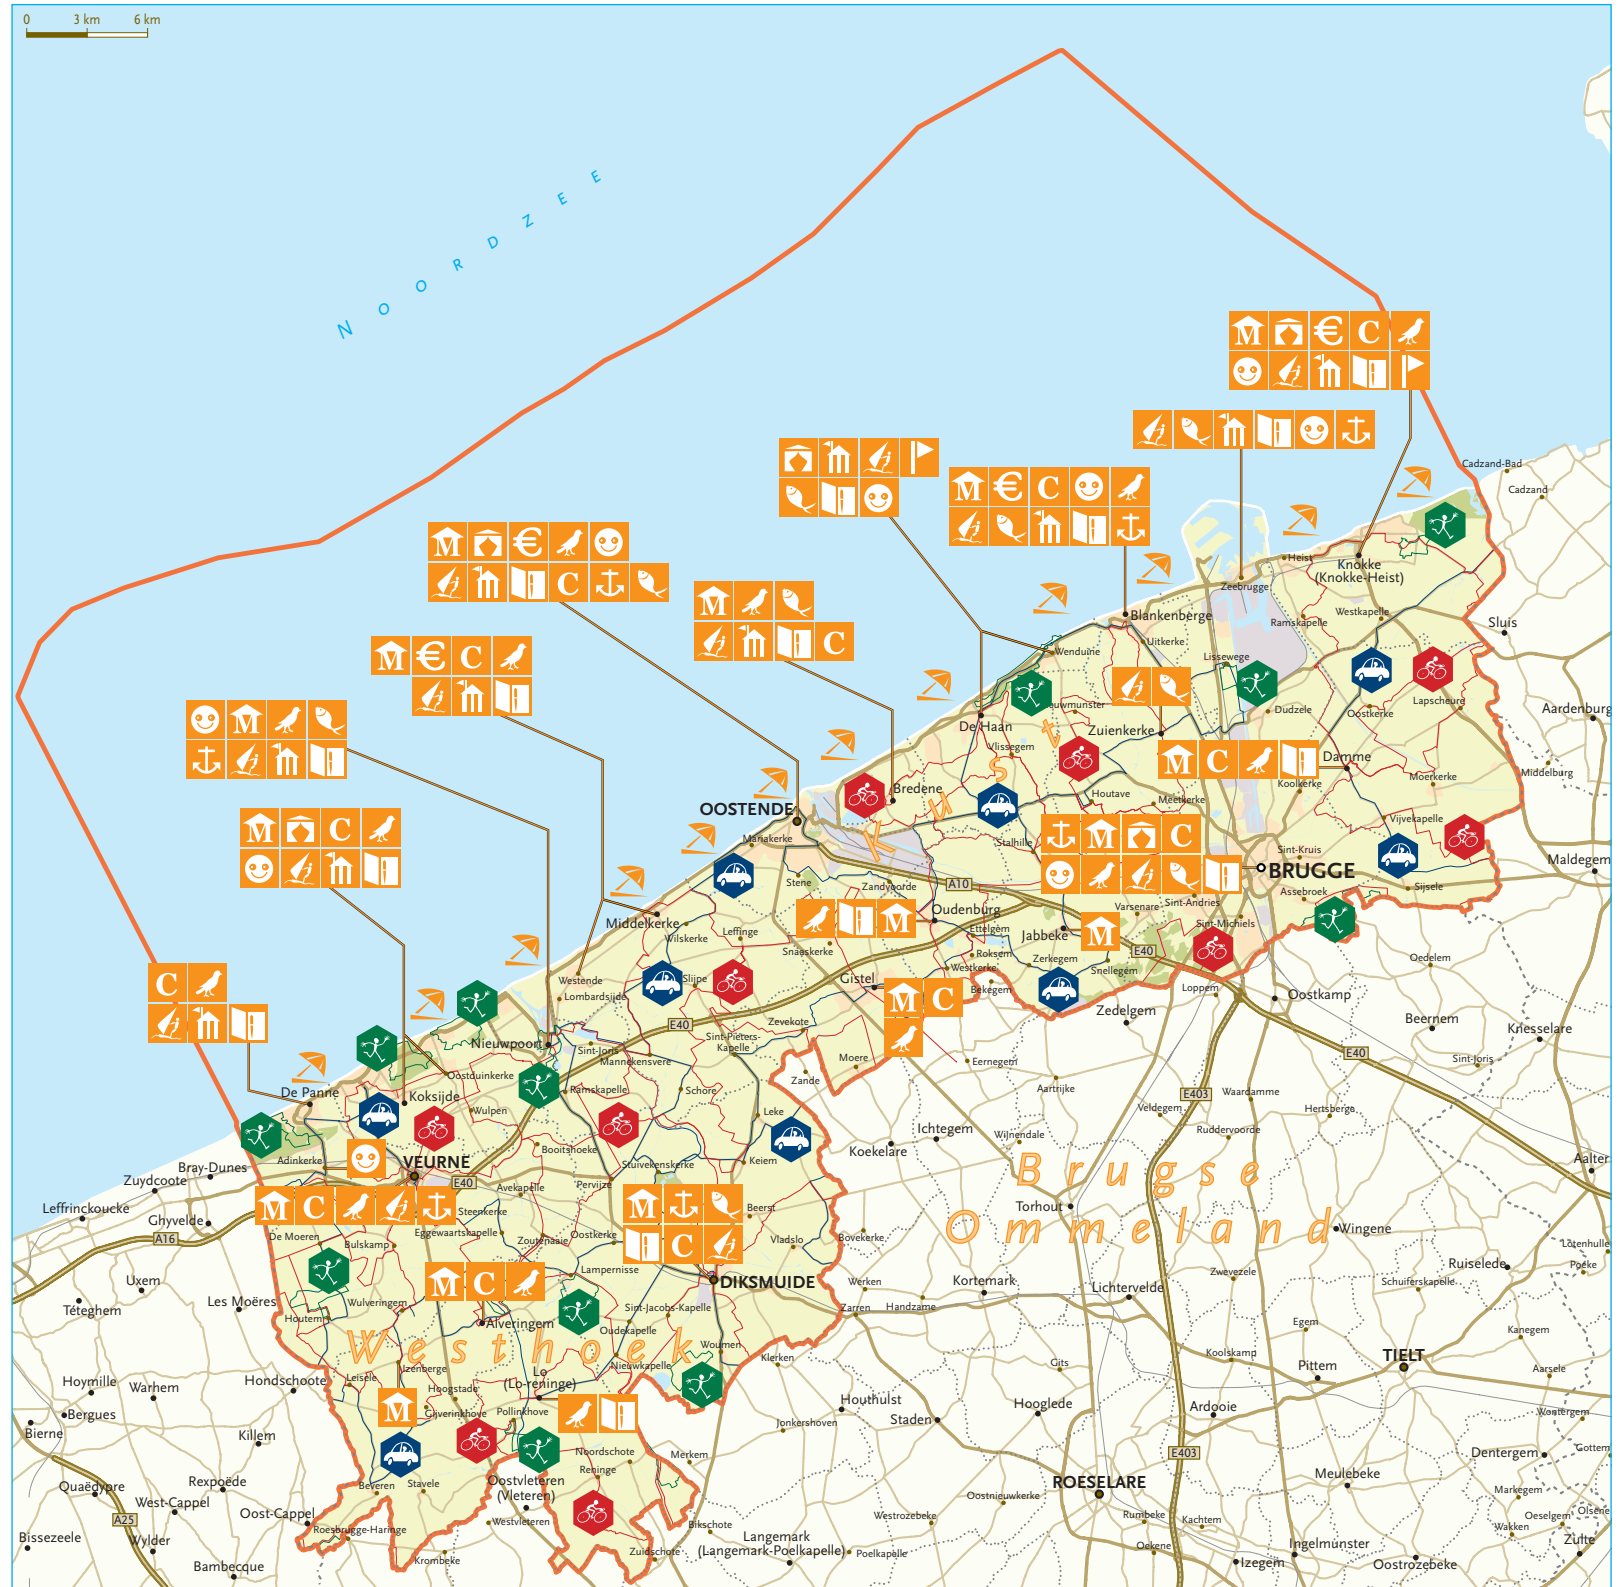 0 3 km 6 km
NOORDZEE
M € C
M € C
M € C
M € C
M C
M € C
M
M C
C
Cadzand-Bad
Cadzand
Heist
Knokke
(Knokke-Heist)
Zeebrugge
Westkapelle
Ramskapelle
Sluis
Blankenberge
Uitkerke
Lissewege
Wenduine
Lapscheure
Oostkerke
Dudzele
Aardenburg
De Haan
Zuienkerke
Vlissegem
Damme
Moerkerke
Middelburg
Koolkerke
M C
Houtave
Meetkerke
Bredene
OOSTENDE
Kust
Mariakerke
Stalhille
Vijvekapelle
Sint-Kruis
BRUGGE
Maldegem
M C
Stene
Zandvoorde
A10
Assebroek
Sijsele
Varsenare
Sint-Andries
Oudenburg
Middelkerke
Leffinge
Wilskerke
M
Jabbeke
M
Sint-Michiels
Ettelgem
Snaaskerke
Roksem
Zerkegem
Snellegem
E40
Oedelem
Westkerke
Westende
Slijpe
Gistel
Bekegem
Loppem
Lombardsijde
M C
Oostkamp
Zedelgem
Beernem
Knesselare
E40
Zevekote
Nieuwpoort
Sint-Joris
Sint-Pieters-
Kapelle
Mannekensvere
Moere
Eernegem
E40
Sint-Joris
Oostduinkerke
Zande
Aartrijke
Ramskapelle
Schore
De Panne
Koksijde
E403
Waardamme
Wulpen
Leke
Veldegem
Hertsberge
Ichtegem
Wijnendale
Ruddervoorde
Koekelare
Booitshoeke
Adinkerke
VEURNE
Stuivekenskerke
Keiem
Bray-Dunes
Aalter
Zuydcoote
E40
Avekapelle
Pervijze
Brugse
Ommeland
Leffrinckoucke
M C
Steenkerke
M
C
Beerst
Torhout
Wingene
Ghyvelde
A16
De Moeren
Bulskamp
Eggewaartskapelle
Zoutenaaie
Oostkerke
Vladslo
Bovekerke
Lotenhulle
Lampernisse
DIKSMUIDE
Werken
Kortemark
Zwevezele
Ruiselede
Poeke
Schuiferskapelle
Uxem
M C
Lichtervelde
Téteghem
Les Moëres
Wulveringem
Houtem
Alveringem
Sint-Jacobs-Kapelle
Zarren
Handzame
Oudekapelle
Egem
Kanegem
Westhoek
Woumen
Klerken
Koolskamp
TIELT
Izenberge
Nieuwkapelle
Gits
Pittem
Aarsele
Leisele
Lo
(Lo-reninge)
Hoymille
Warhem
Hondschoote
Hoogstade
Houthulst
Hooglede
Ardooie
Bergues
M
Gijverinkhove
Pollinkhove
Staden
Jonkershoven
Wontergem
Bierne
Killem
Noordschote
Merkem
E403
Dentergem
Gottem
Reninge
Meulebeke
Quaëdypre
Rexpoëde
Beveren
Stavele
Oostvleteren
(Vleteren)
ROESELARE
Markegem
West-Cappel
Oostnieuwkerke
Oost-Cappel
A25
Westvleteren
Westrozebeke
Rumbeke
Kachtem
Oeselgem
Olsene
Wakken
Bissezeele
Wylder
Roesbrugge-Haringe
Bikschote
Langemark
(Langemark-Poelkapelle)
Poelkapelle
Oekene
Ingelmunster
Zulte
Bambecque
Krombeke
Zuidschote
Izegem
Oostrozebeke